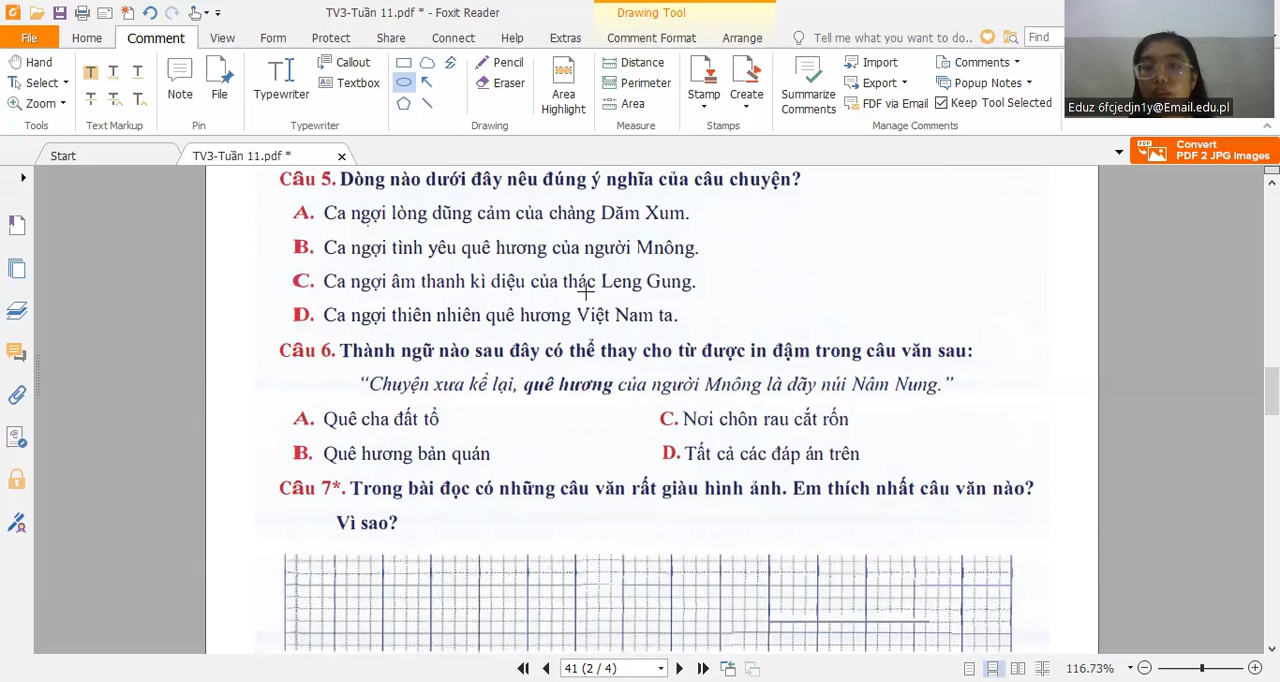 TV3-Tuần 11.pdf * - Foxit Reader
Drawing Tool
File
Home
Comment
View
Form
Protect
Share
Connect
Help
Extras
Comment Format
Arrange
Tell me what you want to do..
Find
Hand
Select
Zoom
Tools
Text Markup
Note
File
Pin
Typewriter
Callout
Textbox
Typewriter
Pencil
Eraser
Area Highlight
Drawing
Distance
Perimeter
Area
Measure
Stamp
Create
Stamps
Summarize Comments
Import
Export
FDF via Email
Comments
Popup Notes
Keep Tool Selected
Manage Comments
Eduz 6fcjedjn1y@Email.edu.pl
Start
TV3-Tuần 11.pdf *
Convert
PDF 2 JPG Images
Câu 5. Dòng nào dưới đây nêu đúng ý nghĩa của câu chuyện?
A. Ca ngợi lòng dũng cảm của chàng Dăm Xum.
B. Ca ngợi tình yêu quê hương của người Mnông.
C. Ca ngợi âm thanh kì diệu của thác Leng Gung.
D. Ca ngợi thiên nhiên quê hương Việt Nam ta.
Câu 6. Thành ngữ nào sau đây có thể thay cho từ được in đậm trong câu văn sau:
“Chuyện xưa kể lại, quê hương của người Mnông là dãy núi Nâm Nung.”
A. Quê cha đất tổ
C. Nơi chôn rau cắt rốn
B. Quê hương bản quán
D. Tất cả các đáp án trên
Câu 7*. Trong bài đọc có những câu văn rất giàu hình ảnh. Em thích nhất câu văn nào?
Vì sao?
41 (2 / 4)
116.73%